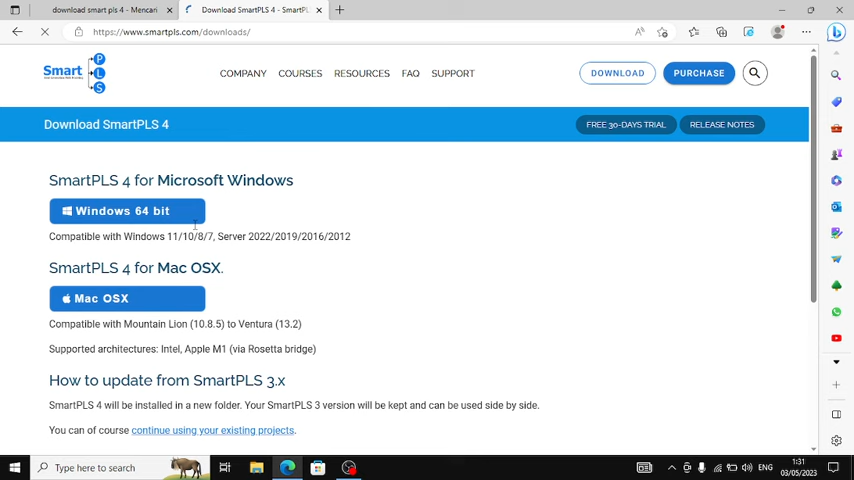 download smart pls 4 - Mencari
Download SmartPLS 4 - SmartPL
https://www.smartpls.com/downloads/
Smart PLS
COMPANY COURSES RESOURCES FAQ SUPPORT
DOWNLOAD PURCHASE
Download SmartPLS 4
FREE 30-DAYS TRIAL RELEASE NOTES
SmartPLS 4 for Microsoft Windows
Windows 64 bit
Compatible with Windows 11/10/8/7, Server 2022/2019/2016/2012
SmartPLS 4 for Mac OSX.
Mac OSX
Compatible with Mountain Lion (10.8.5) to Ventura (13.2)
Supported architectures: Intel, Apple M1 (via Rosetta bridge)
How to update from SmartPLS 3.x
SmartPLS 4 will be installed in a new folder. Your SmartPLS 3 version will be kept and can be used side by side.
You can of course continue using your existing projects.
Type here to search
ENG
1:31
03/05/2023